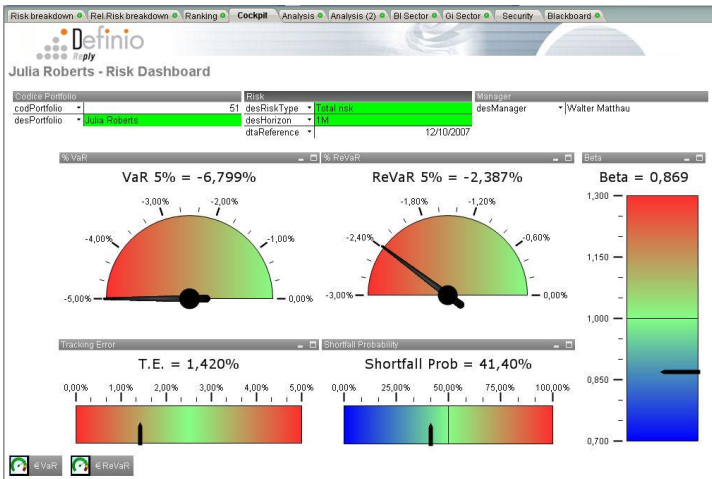 Risk breakdown Rel.Risk breakdown Ranking Cockpit Analysis Analysis (2) BI Sector Gi Sector Security Blackboard
Definio
Reply
Julia Roberts - Risk Dashboard
Codice Portfolio Risk Manager
codPortfolio 51 desRiskType Total risk desManager Walter Matthau
desPortfolio Julia Roberts desHorizon 1M
dtaReference 12/10/2007
% VaR % ReVaR Beta
VaR 5% = -6,799% ReVaR 5% = -2,387% Beta = 0,869
-5,00% -4,00% -3,00% -2,00% -1,00% 0,00%
-3,00% -2,40% -1,80% -1,20% -0,60% 0,00%
1,300
1,150
1,000
0,850
0,700
Tracking Error Shortfall Probability
T.E. = 1,420% Shortfall Prob = 41,40%
0,00% 1,00% 2,00% 3,00% 4,00% 5,00% 0,00% 25,00% 50,00% 75,00% 100,00%
€VaR €ReVaR